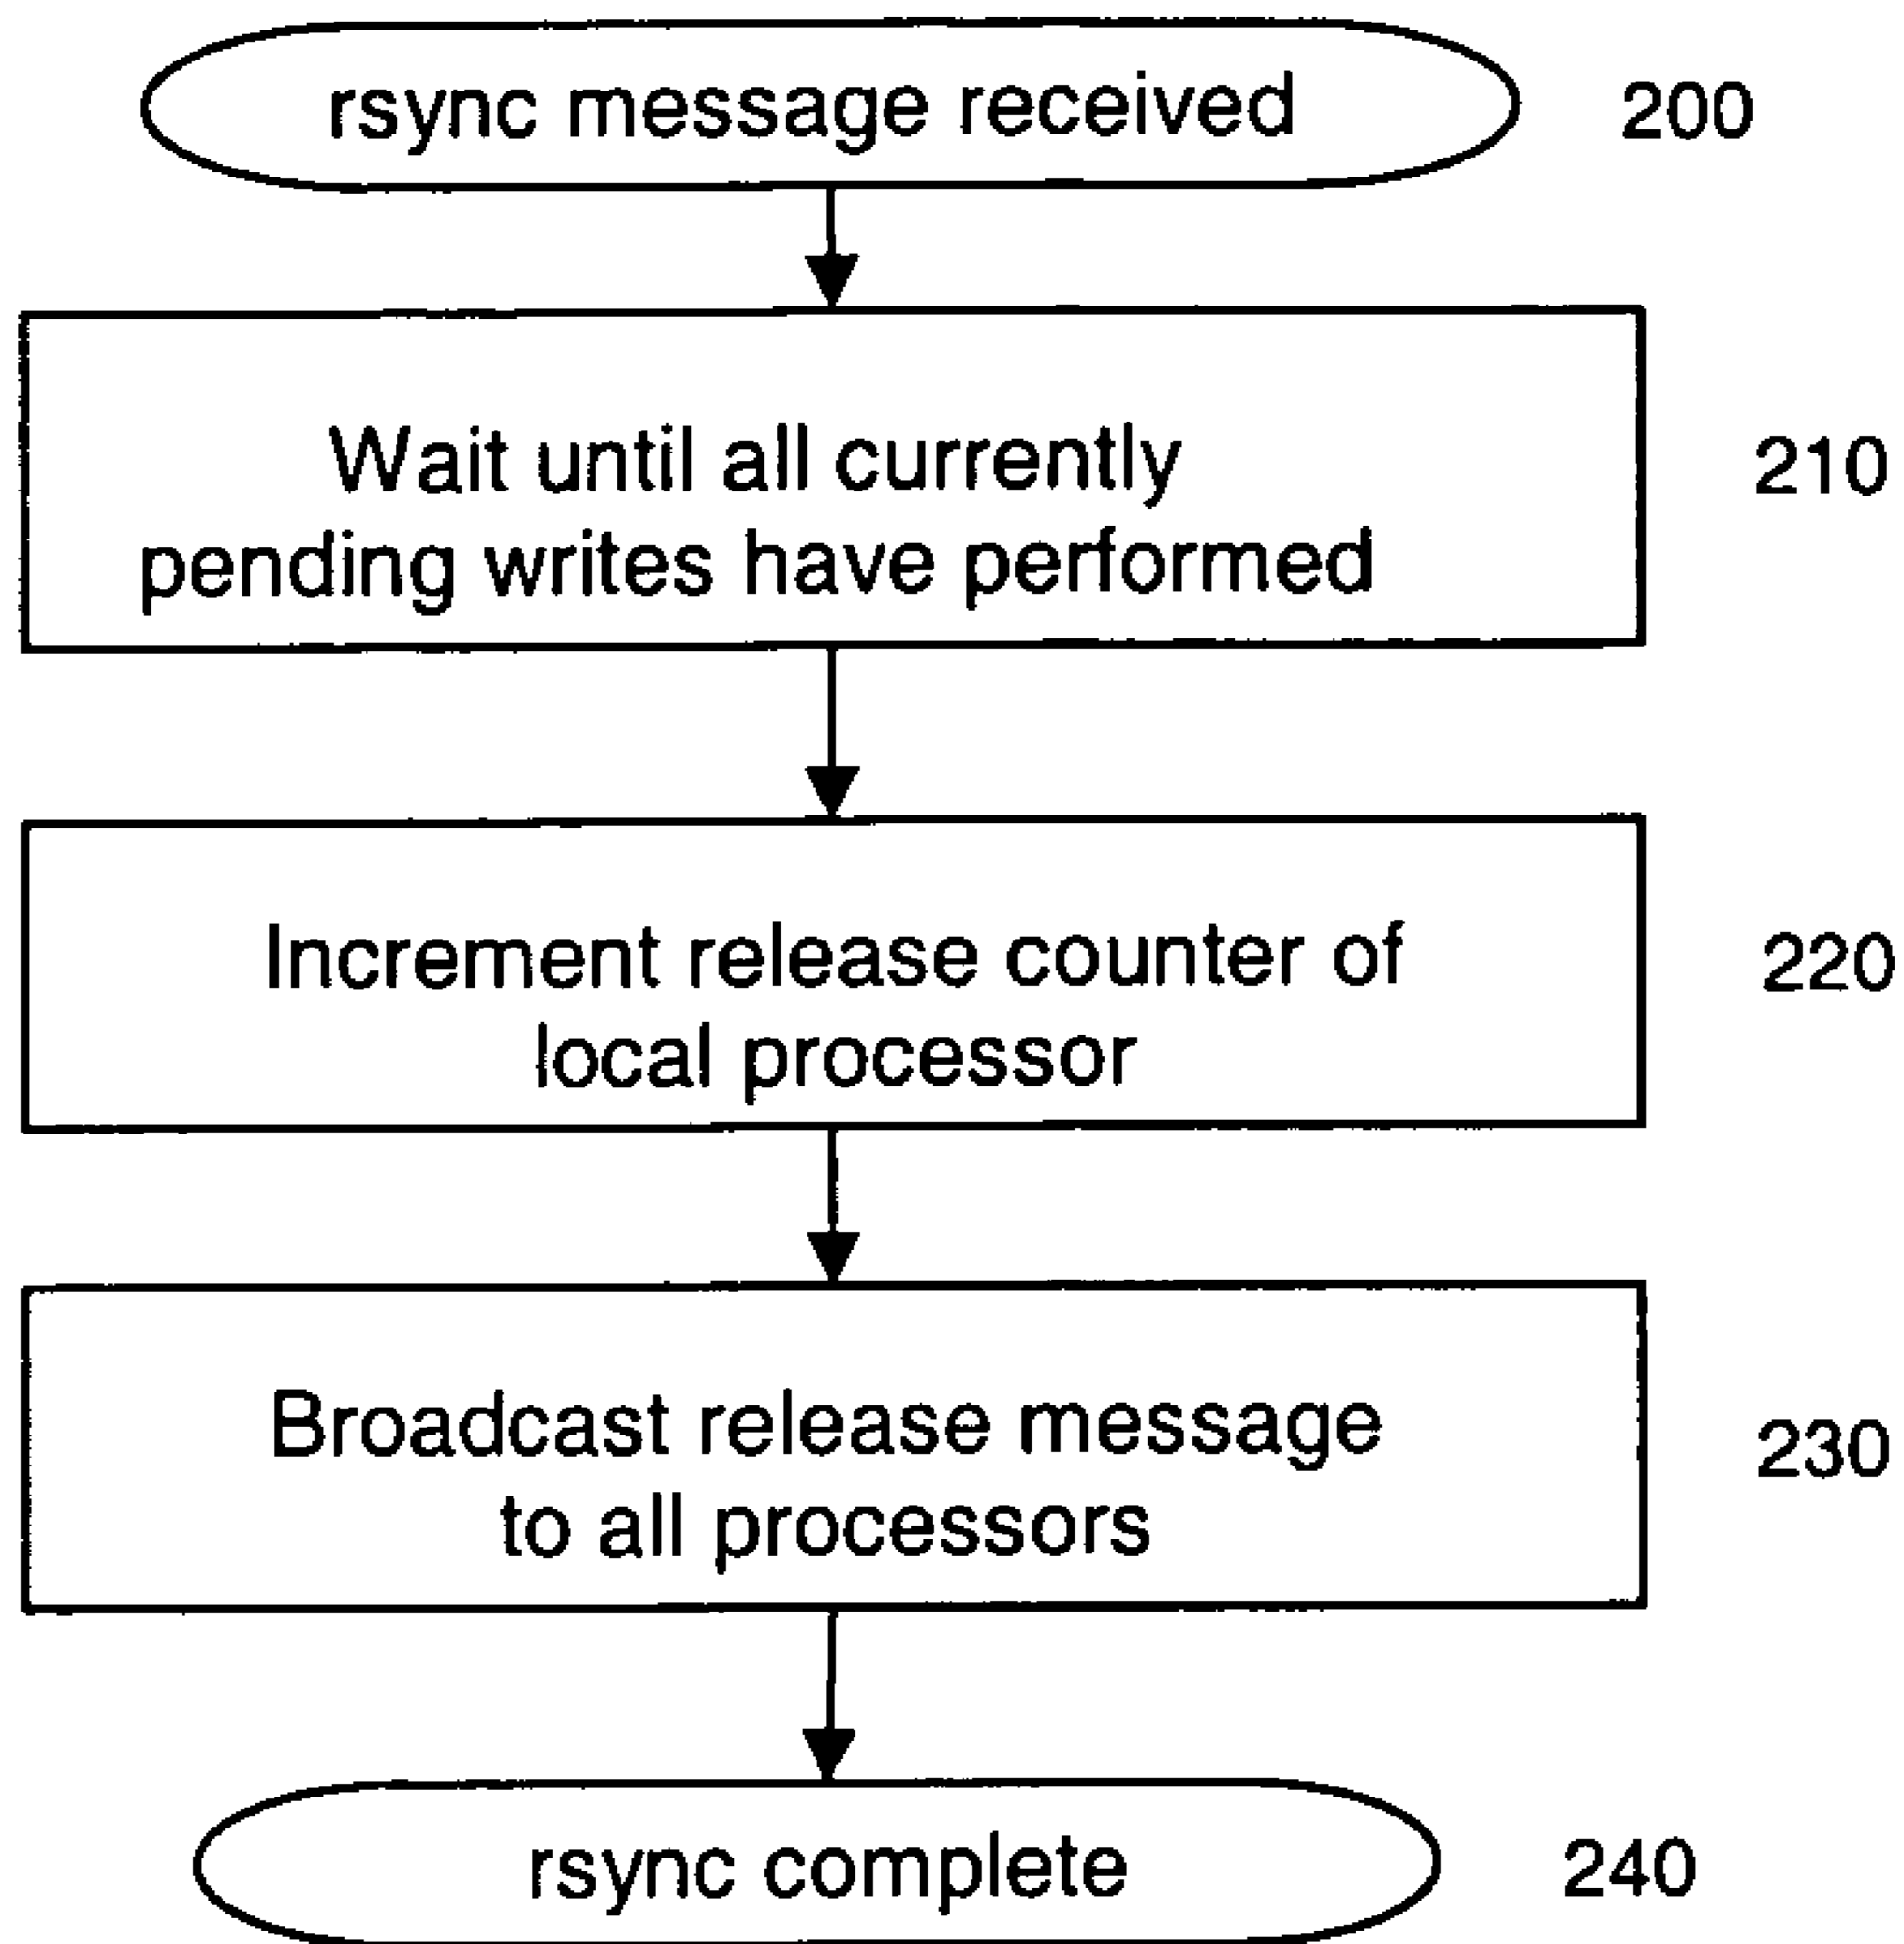 rsync message received
200
Wait until all currently
pending writes have performed
210
Increment release counter of
local processor
220
Broadcast release message
to all processors
230
rsync complete
240